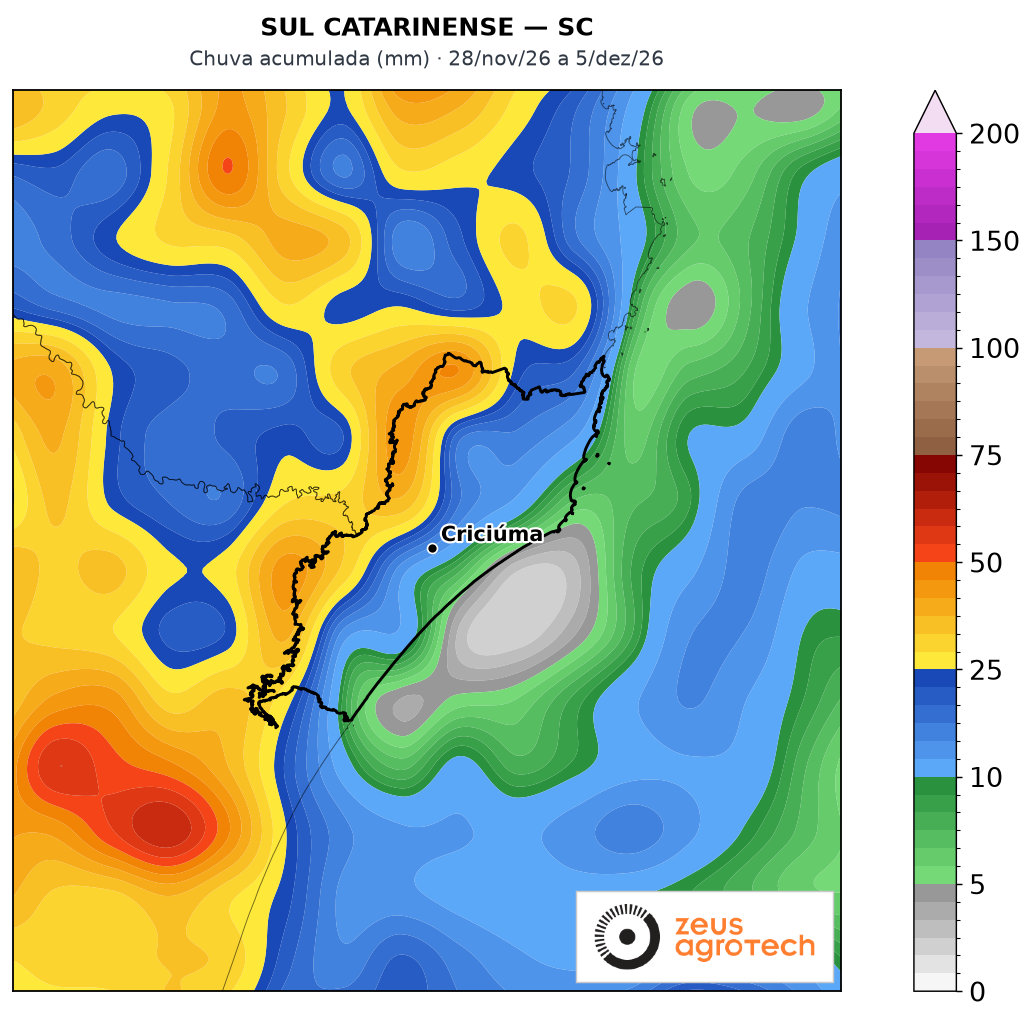 SUL CATARINENSE — SC
Chuva acumulada (mm) · 28/nov/26 a 5/dez/26
200
150
100
75
50
25
10
5
0
Criciúma
zeus
agrotech